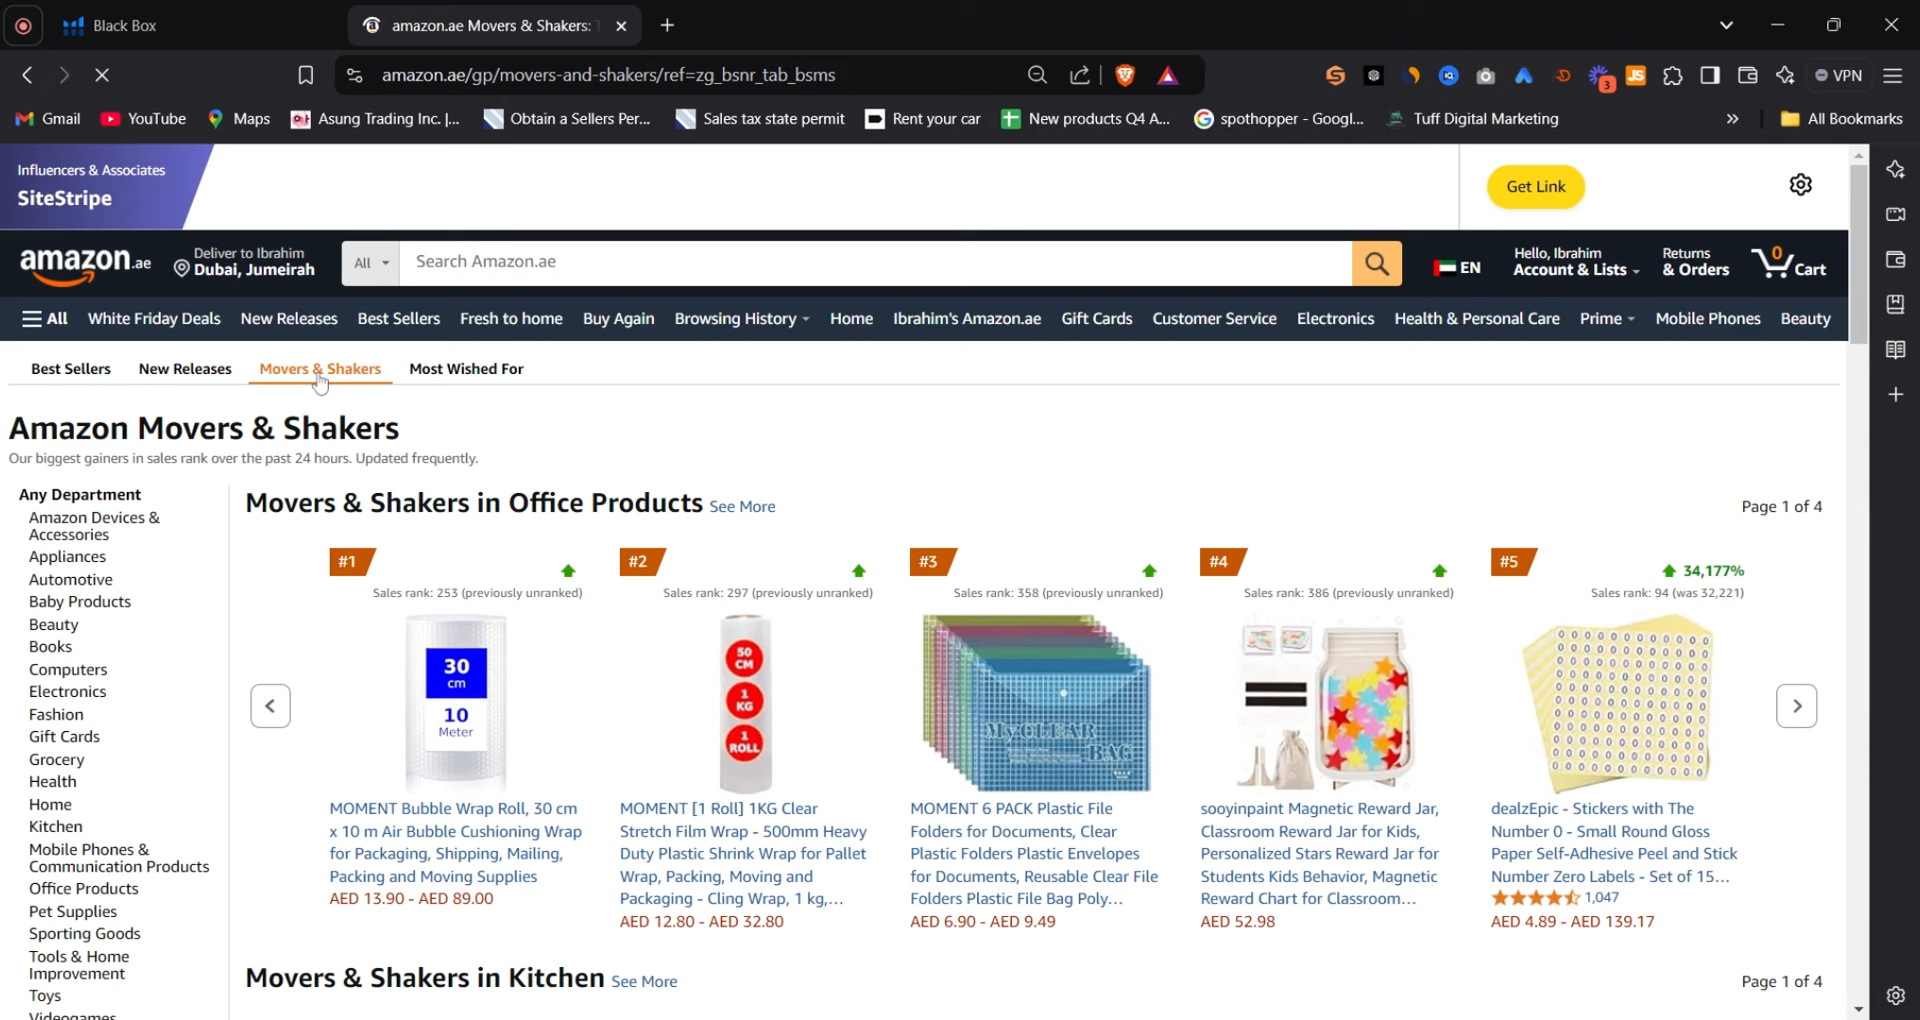 Black Box
amazon.ae Movers & Shakers: T
amazon.ae/gp/movers-and-shakers/ref=zg_bsnr_tab_bsms
JS
3
VPN
Gmail
YouTube
Maps
Asung Trading Inc. |...
Obtain a Sellers Per...
Sales tax state permit
Rent your car
New products Q4 A...
spothopper - Googl...
Tuff Digital Marketing
»
All Bookmarks
Influencers & Associates
SiteStripe
Get Link
amazon.ae
Deliver to Ibrahim
Dubai, Jumeirah
All
Search Amazon.ae
EN
Hello, Ibrahim
Account & Lists
Returns
& Orders
0
Cart
All
White Friday Deals
New Releases
Best Sellers
Fresh to home
Buy Again
Browsing History
Home
Ibrahim's Amazon.ae
Gift Cards
Customer Service
Electronics
Health & Personal Care
Prime
Mobile Phones
Beauty
Best Sellers
New Releases
Movers & Shakers
Most Wished For
Amazon Movers & Shakers
Our biggest gainers in sales rank over the past 24 hours. Updated frequently.
Any Department
Amazon Devices &
Accessories
Appliances
Automotive
Baby Products
Beauty
Books
Computers
Electronics
Fashion
Gift Cards
Grocery
Health
Home
Kitchen
Mobile Phones &
Communication Products
Office Products
Pet Supplies
Sporting Goods
Tools & Home
Improvement
Toys
Videogames
Movers & Shakers in Office Products See More
Page 1 of 4
#1
Sales rank: 253 (previously unranked)
30
cm
10
Meter
MOMENT Bubble Wrap Roll, 30 cm
x 10 m Air Bubble Cushioning Wrap
for Packaging, Shipping, Mailing,
Packing and Moving Supplies
AED 13.90 - AED 89.00
#2
Sales rank: 297 (previously unranked)
50
CM
1
KG
1
ROLL
MOMENT [1 Roll] 1KG Clear
Stretch Film Wrap - 500mm Heavy
Duty Plastic Shrink Wrap for Pallet
Wrap, Packing, Moving and
Packaging - Cling Wrap, 1 kg,...
AED 12.80 - AED 32.80
#3
Sales rank: 358 (previously unranked)
My CLEAR
BAG
MOMENT 6 PACK Plastic File
Folders for Documents, Clear
Plastic Folders Plastic Envelopes
for Documents, Reusable Clear File
Folders Plastic File Bag Poly...
AED 6.90 - AED 9.49
#4
Sales rank: 386 (previously unranked)
sooyinpaint Magnetic Reward Jar,
Classroom Reward Jar for Kids,
Personalized Stars Reward Jar for
Students Kids Behavior, Magnetic
Reward Chart for Classroom...
AED 52.98
#5
34,177%
Sales rank: 94 (was 32,221)
dealzEpic - Stickers with The
Number 0 - Small Round Gloss
Paper Self-Adhesive Peel and Stick
Number Zero Labels - Set of 15...
1,047
AED 4.89 - AED 139.17
Movers & Shakers in Kitchen See More
Page 1 of 4